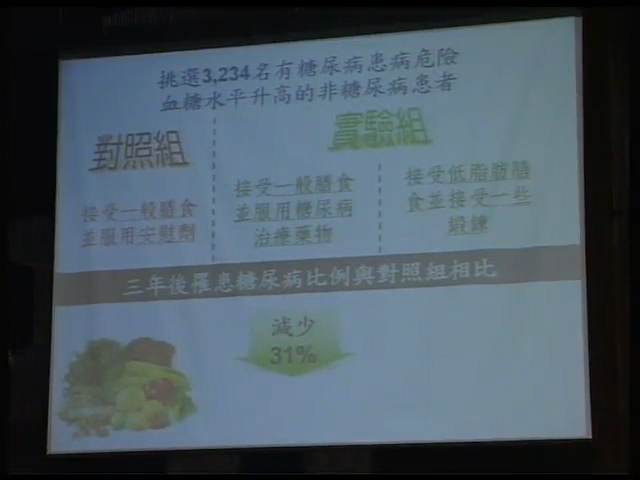 挑選3,234名有糖尿病患病危險
血糖水平升高的非糖尿病患者
對照組
實驗組
接受一般膳食
並服用安慰劑
接受一般膳食
並服用糖尿病
治療藥物
接受低脂肪膳
食並接受一些
鍛鍊
三年後罹患糖尿病比例與對照組相比
減少
31%